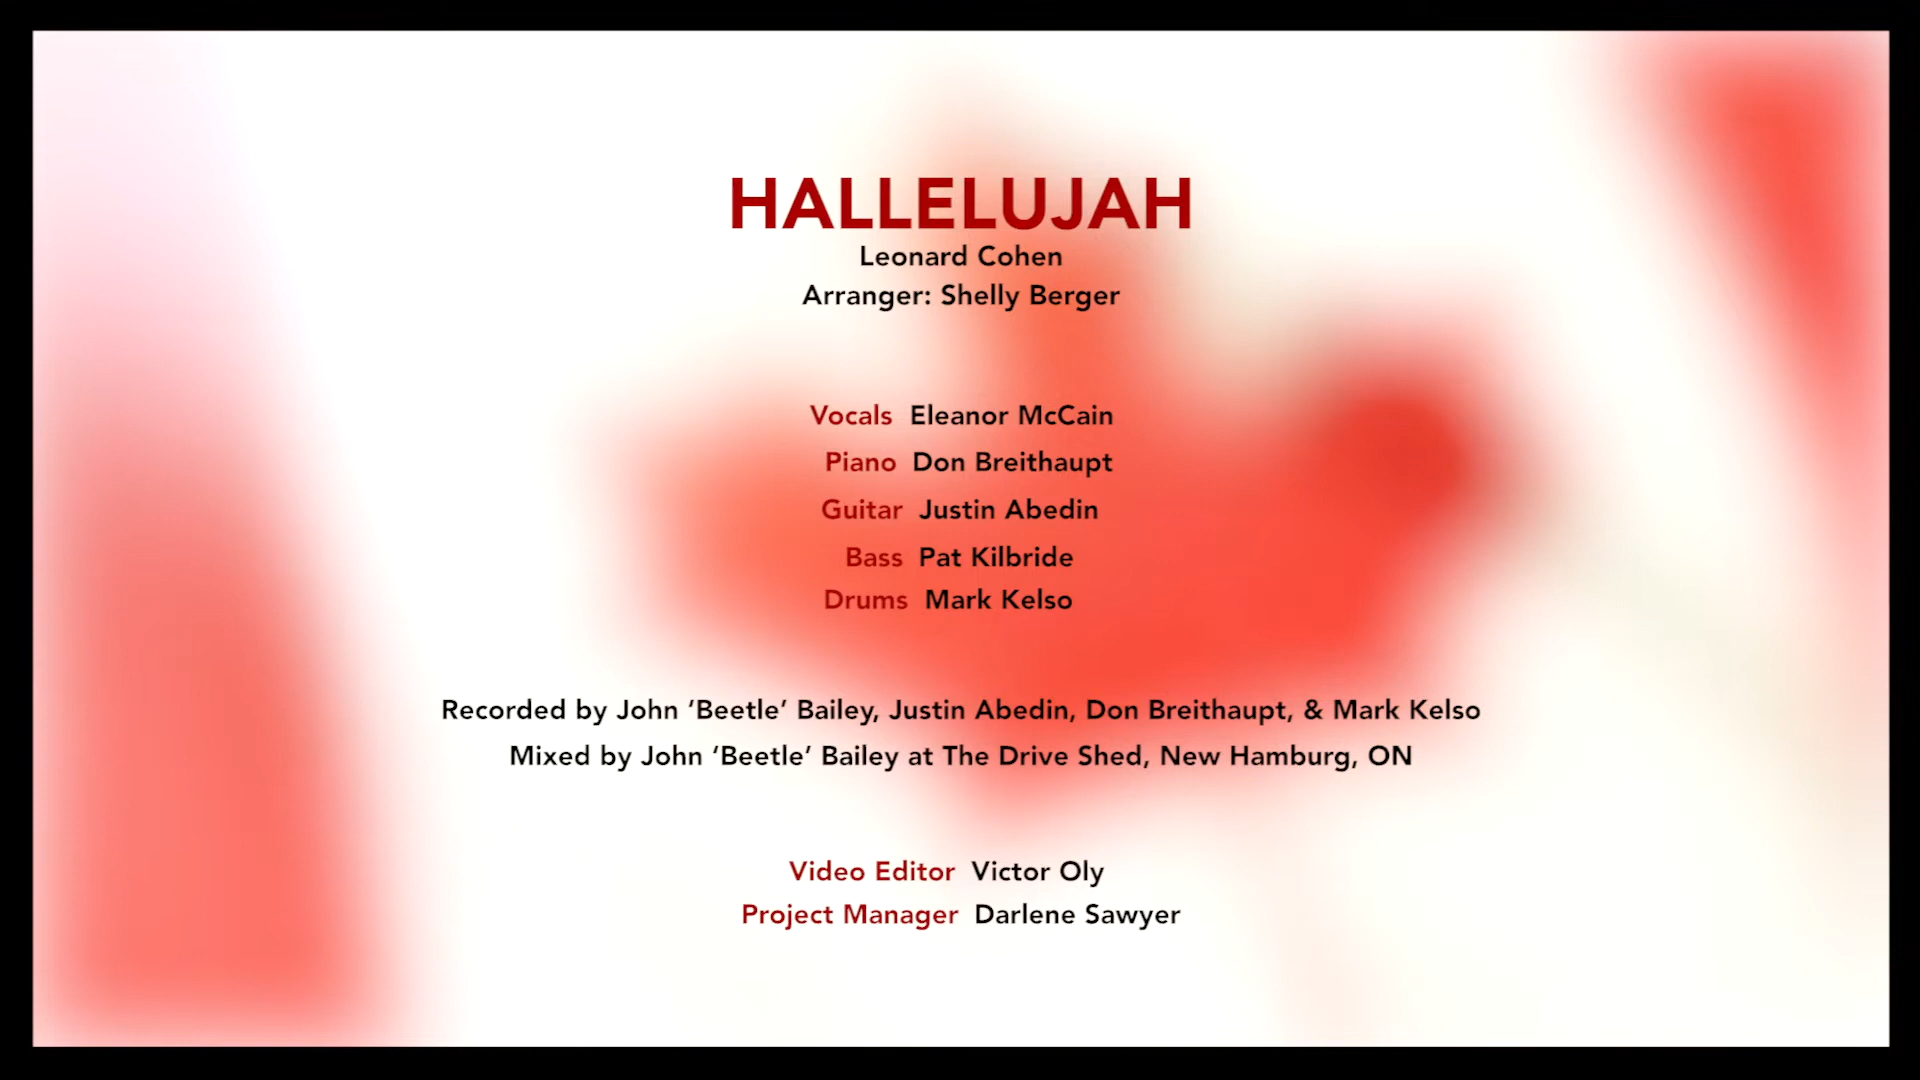 HALLELUJAH
Leonard Cohen
Arranger: Shelly Berger
Vocals Eleanor McCain
Piano Don Breithaupt
Guitar Justin Abedin
Bass Pat Kilbride
Drums Mark Kelso
Recorded by John ‘Beetle’ Bailey, Justin Abedin, Don Breithaupt, & Mark Kelso
Mixed by John ‘Beetle’ Bailey at The Drive Shed, New Hamburg, ON
Video Editor Victor Oly
Project Manager Darlene Sawyer